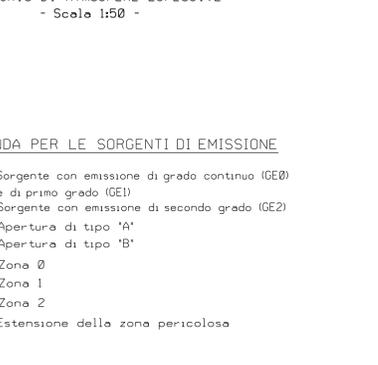 - Scala 1:50 -
PER LE SORGENTI DI EMISSIONE
Sorgente con emissione di grado continuo (GE0)
e di primo grado (GE1)
Sorgente con emissione di secondo grado (GE2)
Apertura di tipo "A"
Apertura di tipo "B"
Zona 0
Zona 1
Zona 2
Estensione della zona pericolosa